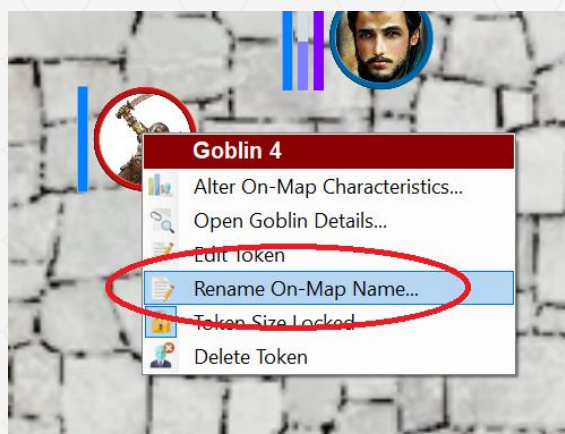 Goblin 4
Alter On-Map Characteristics...
Open Goblin Details...
Edit Token
Rename On-Map Name...
Token Size Locked
Delete Token